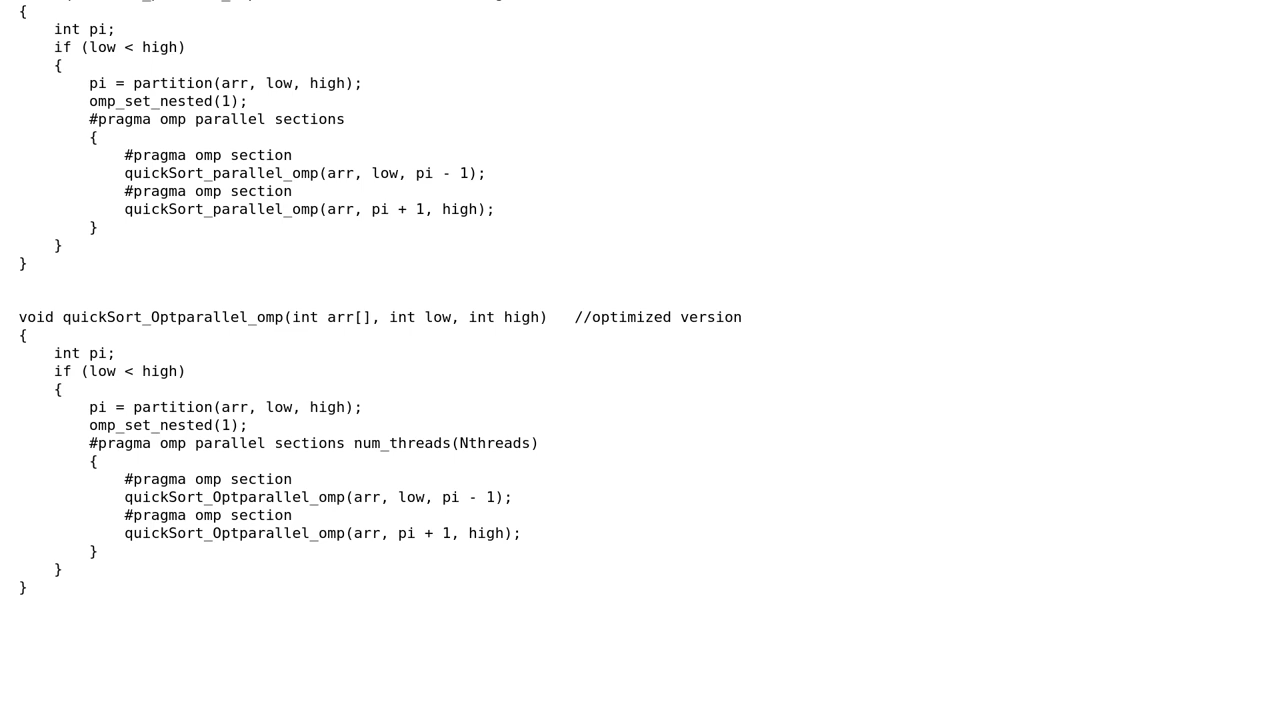 {
    int pi;
    if (low < high)
    {
        pi = partition(arr, low, high);
        omp_set_nested(1);
        #pragma omp parallel sections
        {
            #pragma omp section
            quickSort_parallel_omp(arr, low, pi - 1);
            #pragma omp section
            quickSort_parallel_omp(arr, pi + 1, high);
        }
    }
}
void quickSort_Optparallel_omp(int arr[], int low, int high)   //optimized version
{
    int pi;
    if (low < high)
    {
        pi = partition(arr, low, high);
        omp_set_nested(1);
        #pragma omp parallel sections num_threads(Nthreads)
        {
            #pragma omp section
            quickSort_Optparallel_omp(arr, low, pi - 1);
            #pragma omp section
            quickSort_Optparallel_omp(arr, pi + 1, high);
        }
    }
}